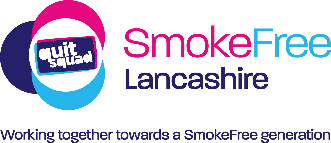 quit
squad
SmokeFree
Lancashire
Working together towards a SmokeFree generation